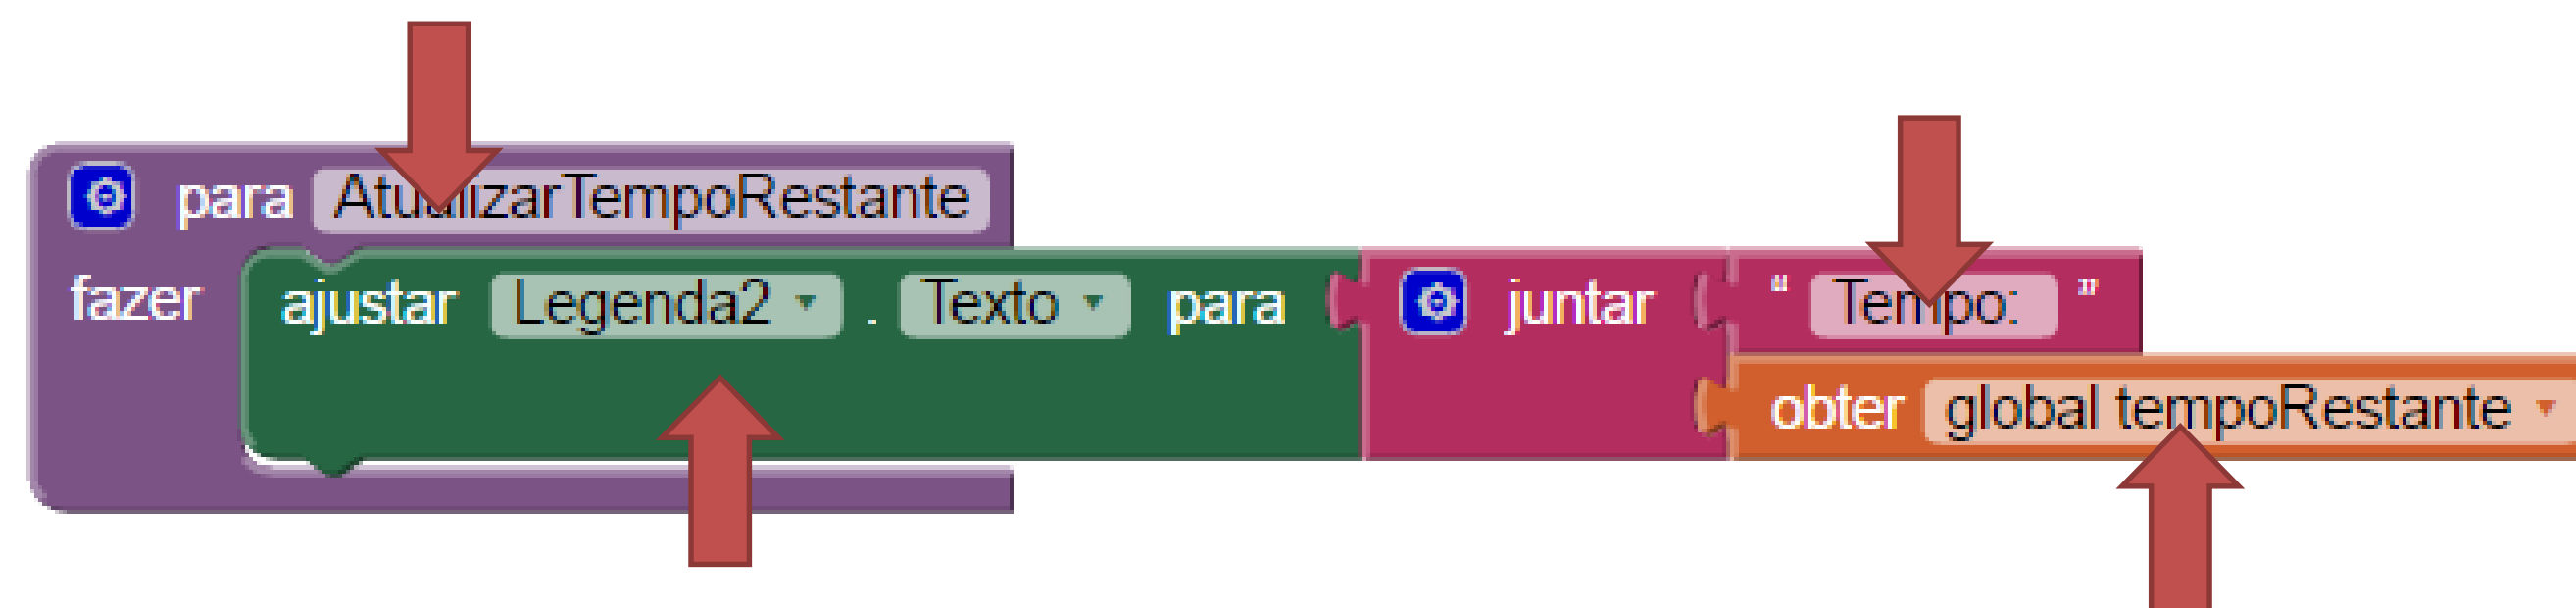 para AtualizarTempoRestante
fazer ajustar Legenda2 . Texto para juntar “ Tempo: ”
obter global tempoRestante